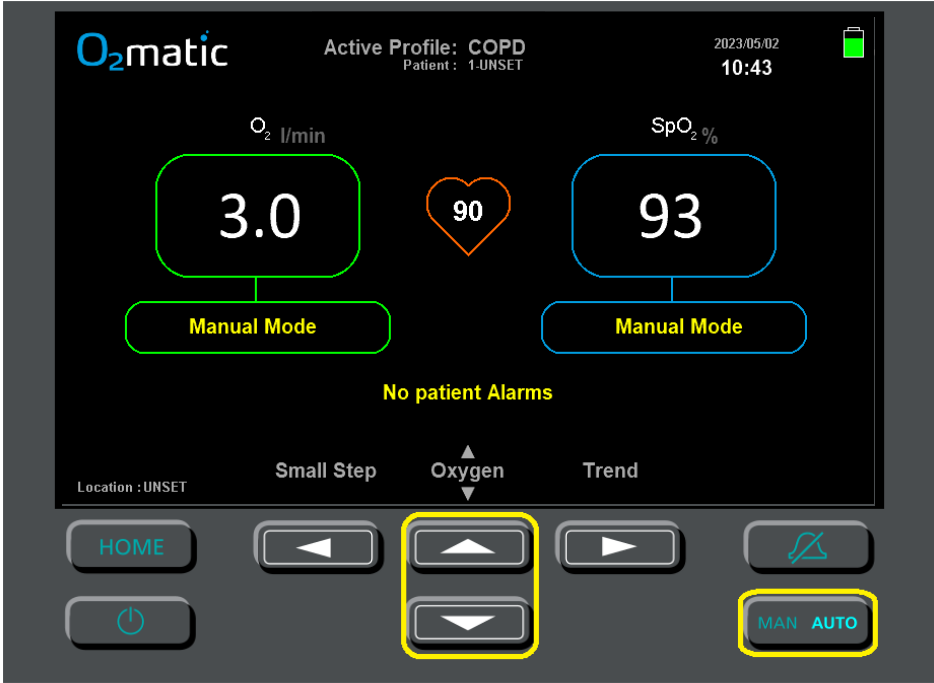 O2matic
Active Profile: COPD
Patient : 1-UNSET
2023/05/02
10:43
O2 l/min
SpO2 %
3.0
90
93
Manual Mode
Manual Mode
No patient Alarms
Small Step
Oxygen
Trend
Location : UNSET
HOME
MAN AUTO